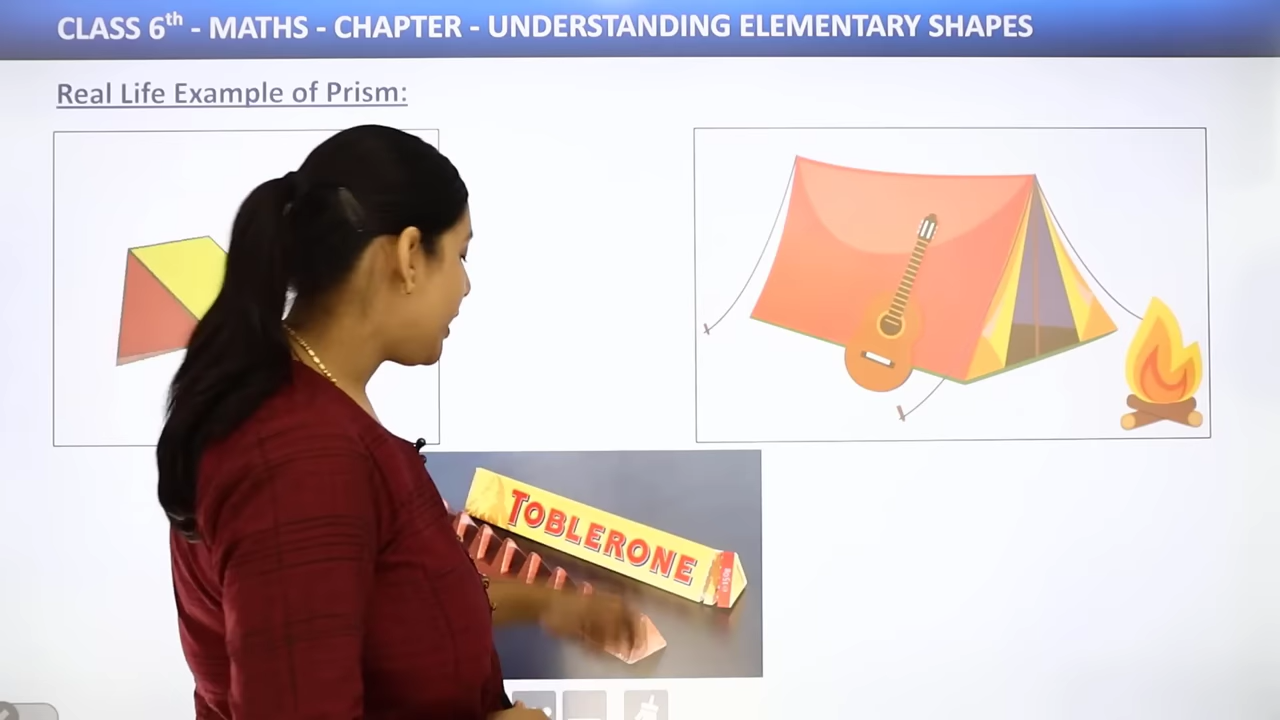 CLASS 6th - MATHS - CHAPTER - UNDERSTANDING ELEMENTARY SHAPES
Real Life Example of Prism:
TOBLERONE